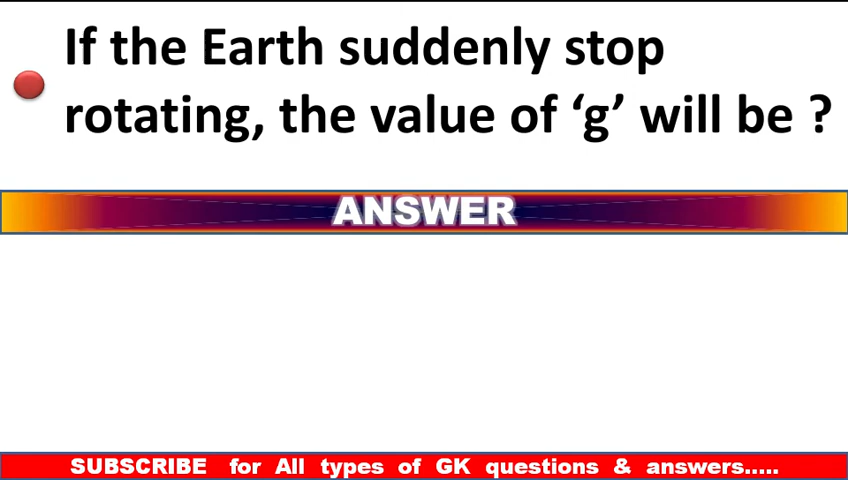 If the Earth suddenly stop
rotating, the value of ‘g’ will be ?
ANSWER
SUBSCRIBE for All types of GK questions & answers.....